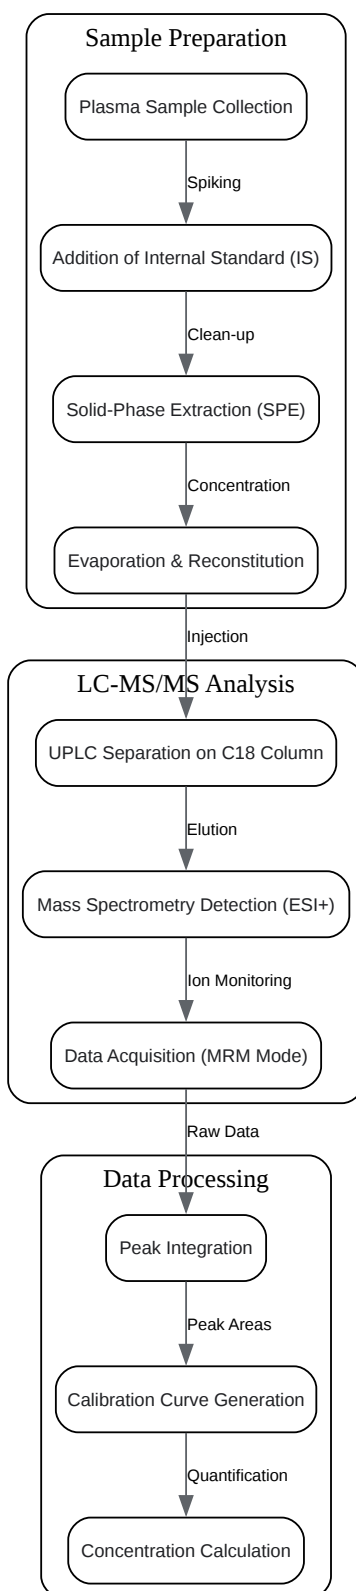 Sample Preparation
Plasma Sample Collection
Spiking
Addition of Internal Standard (IS)
Clean-up
Solid-Phase Extraction (SPE)
Concentration
Evaporation & Reconstitution
Injection
LC-MS/MS Analysis
UPLC Separation on C18 Column
Elution
Mass Spectrometry Detection (ESI+)
Ion Monitoring
Data Acquisition (MRM Mode)
Raw Data
Data Processing
Peak Integration
Peak Areas
Calibration Curve Generation
Quantification
Concentration Calculation